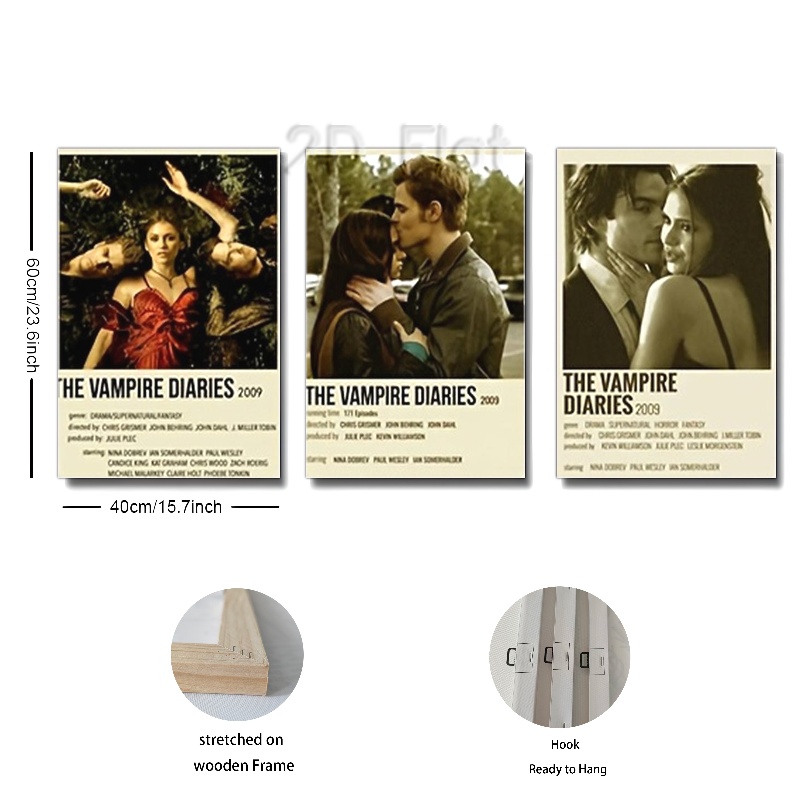 2D Flat
60cm/23.6inch
THE VAMPIRE DIARIES 2009
genre: DRAMA/SUPERNATURAL/FANTASY
directed by: CHRIS GRISMER JOHN BEHRING JOHN DAHL J. MILLER TOBIN
produced by: JULIE PLEC
starring: NINA DOBREV IAN SOMERHALDER PAUL WESLEY
CANDICE KING KAT GRAHAM CHRIS WOOD ZACH ROERIG
MICHAEL MALARKEY CLAIRE HOLT PHOEBE TONKIN
THE VAMPIRE DIARIES 2009
running time 171 Episodes
directed by CHRIS GRISMER JOHN BEHRING JOHN DAHL
produced by JULIE PLEC KEVIN WILLIAMSON
starring NINA DOBREV PAUL WESLEY IAN SOMERHALDER
THE VAMPIRE
DIARIES 2009
genre DRAMA SUPERNATURAL HORROR FANTASY
directed by CHRIS GRISMER JOHN DAHL JOHN BEHRING J.MILLER TOBIN
produced by KEVIN WILLIAMSON JULIE PLEC LESLIE MORGENSTEIN
starring NINA DOBREV PAUL WESLEY IAN SOMERHALDER
40cm/15.7inch
stretched on
wooden Frame
Hook
Ready to Hang